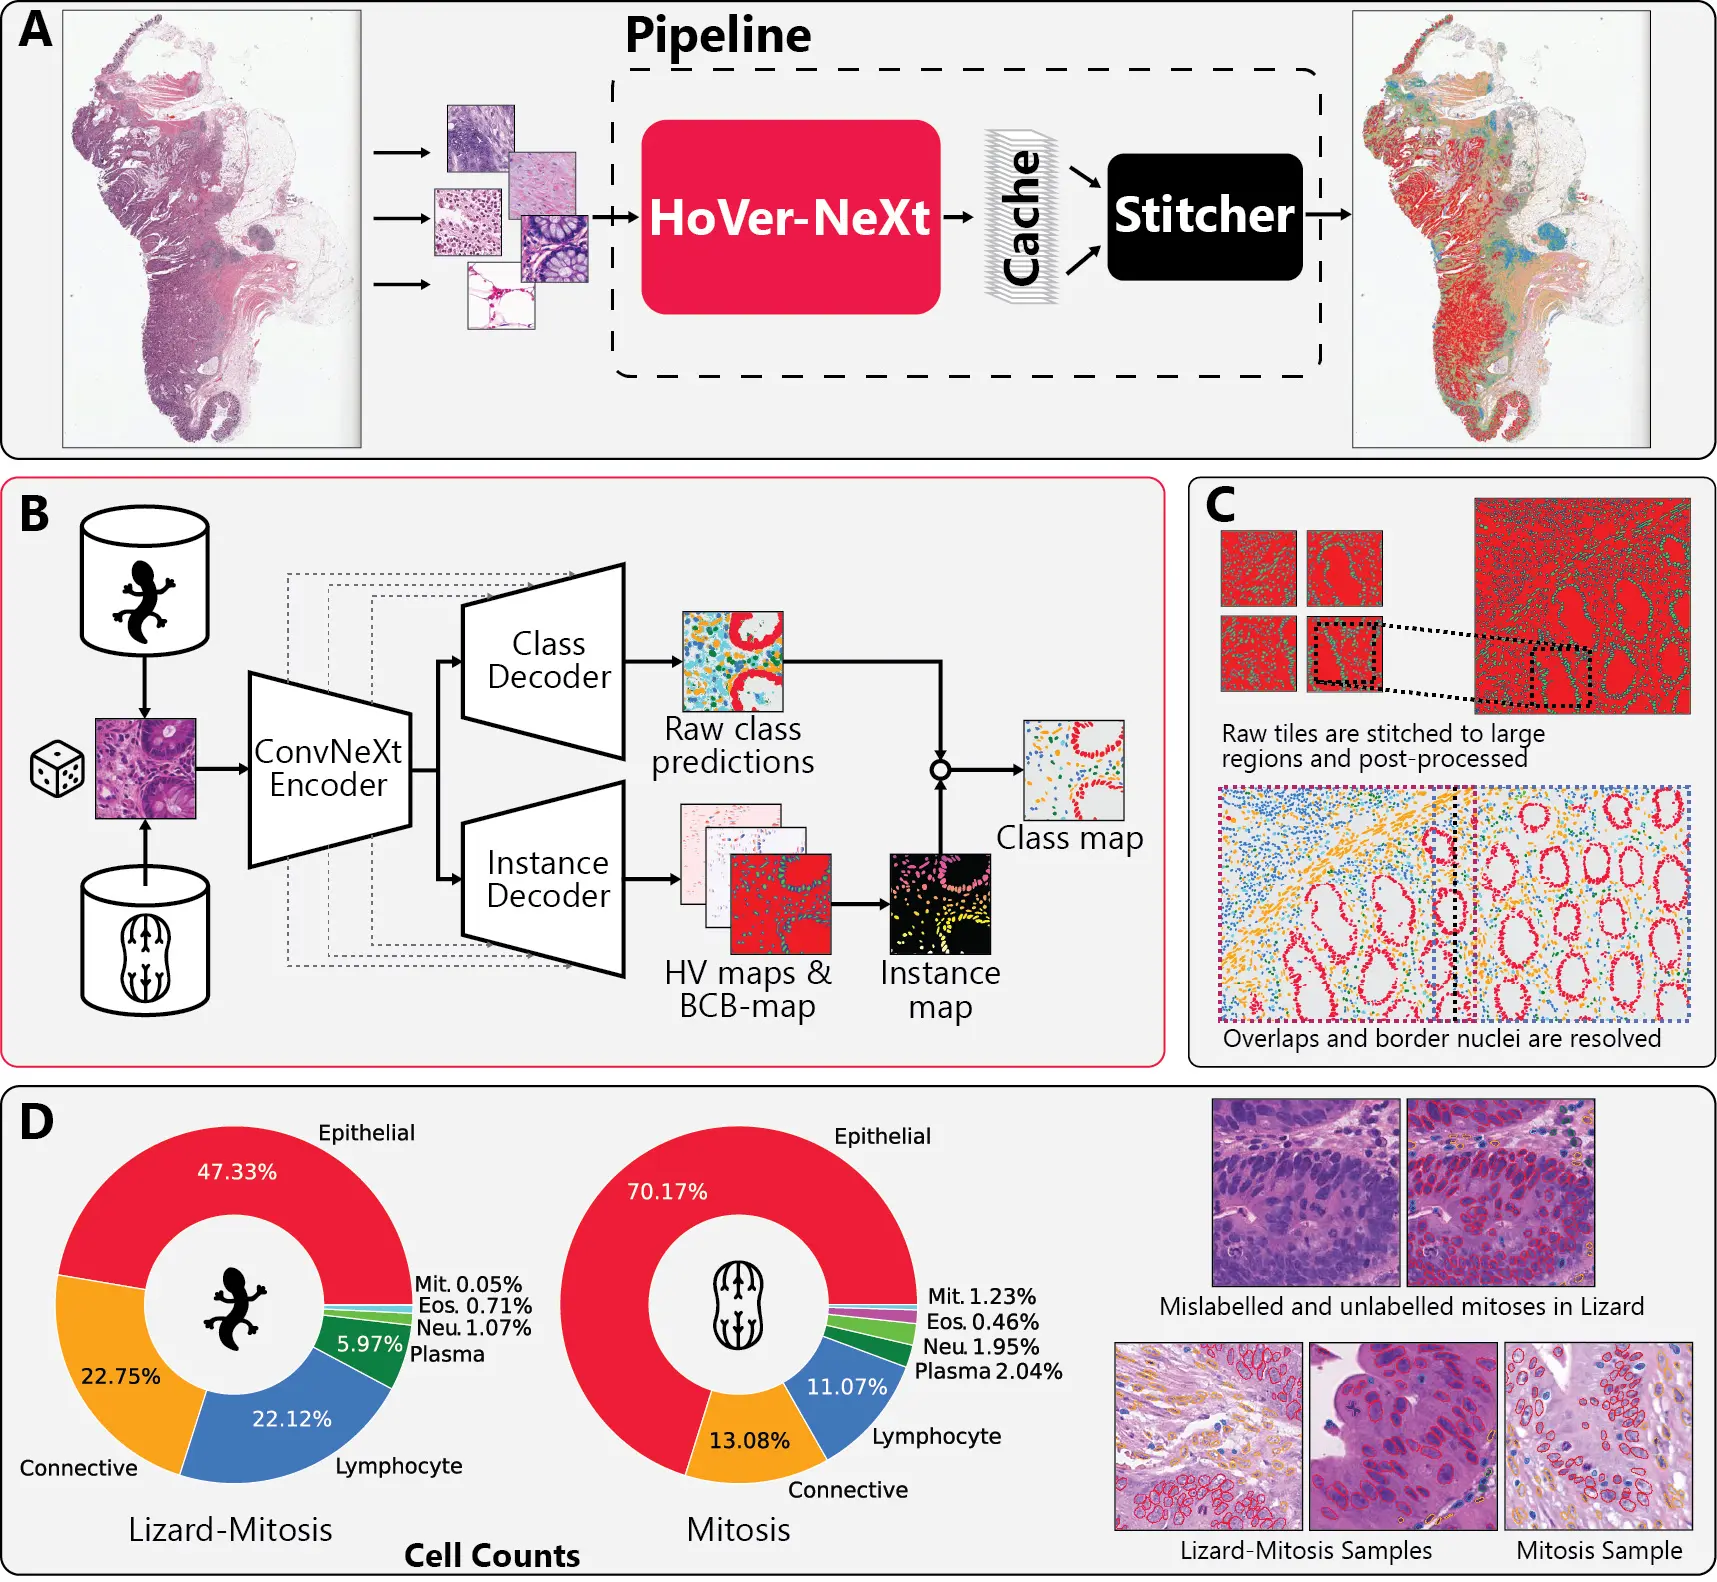 A
Pipeline
HoVer-NeXt
Cache
Stitcher
B
ConvNeXt
Encoder
Class
Decoder
Instance
Decoder
Raw class
predictions
HV maps &
BCB-map
Instance
map
Class map
C
Raw tiles are stitched to large
regions and post-processed
Overlaps and border nuclei are resolved
D
Epithelial
47.33%
Mit. 0.05%
Eos. 0.71%
Neu. 1.07%
5.97%
Plasma
22.75%
22.12%
Connective
Lymphocyte
Lizard-Mitosis
Epithelial
70.17%
Mit. 1.23%
Eos. 0.46%
Neu. 1.95%
Plasma 2.04%
11.07%
13.08%
Lymphocyte
Connective
Mitosis
Cell Counts
Mislabelled and unlabelled mitoses in Lizard
Lizard-Mitosis Samples
Mitosis Sample